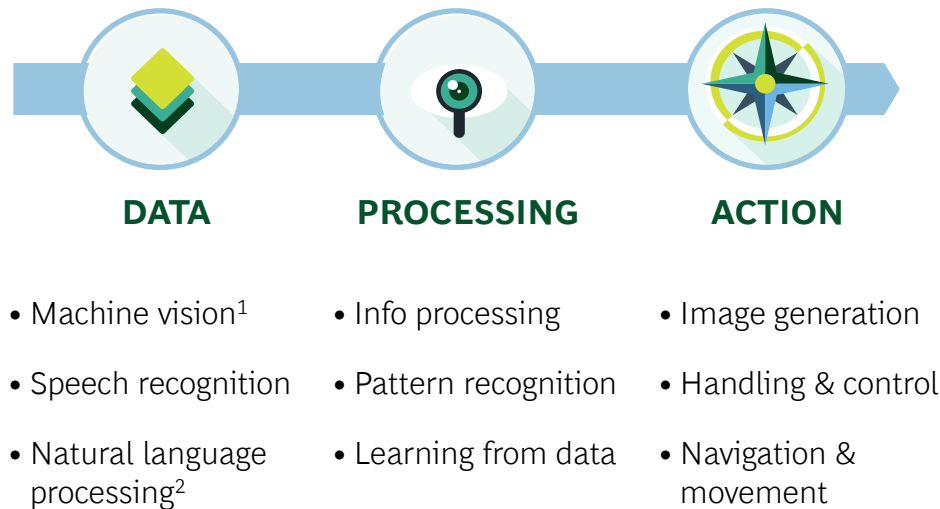 DATA
• Machine vision¹
• Speech recognition
• Natural language
processing²
PROCESSING
• Info processing
• Pattern recognition
• Learning from data
ACTION
• Image generation
• Handling & control
• Navigation &
movement